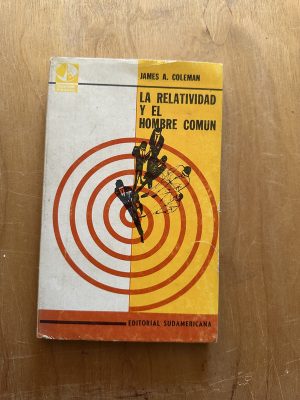 JAMES A. COLEMAN
LA RELATIVIDAD
Y EL
HOMBRE COMUN
EDITORIAL SUDAMERICANA